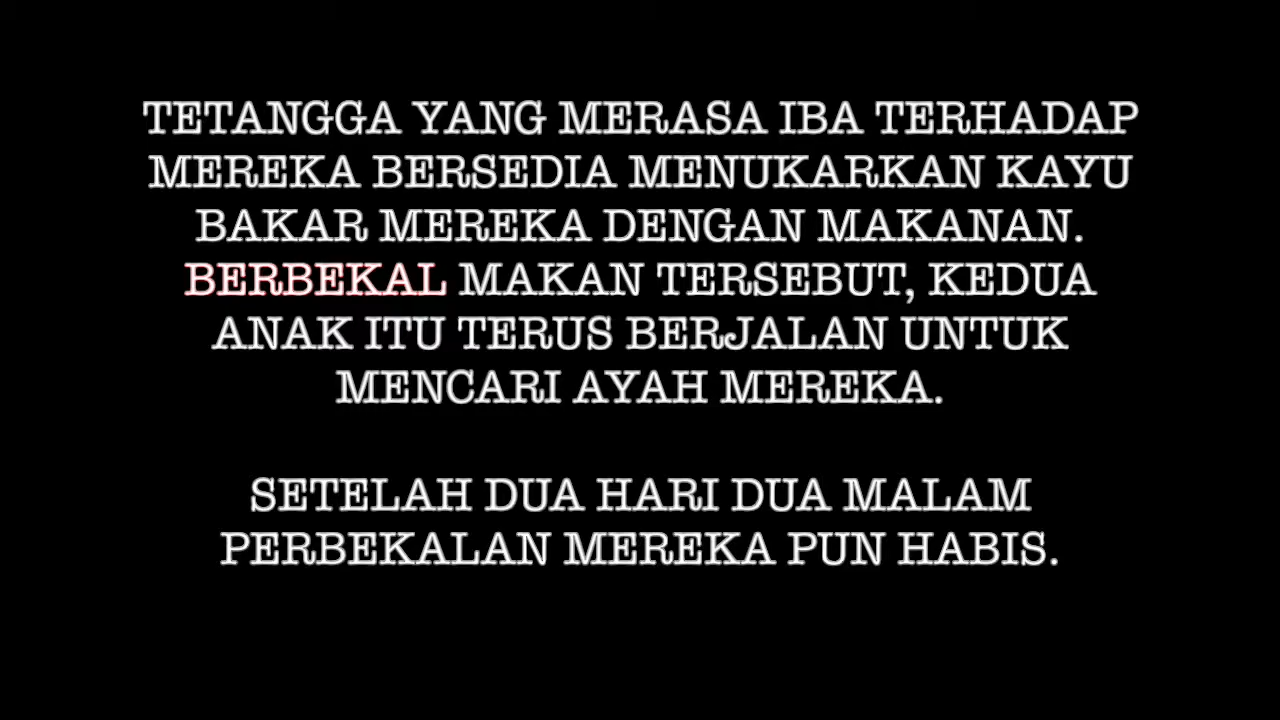 TETANGGA YANG MERASA IBA TERHADAP
MEREKA BERSEDIA MENUKARKAN KAYU
BAKAR MEREKA DENGAN MAKANAN.
BERBEKAL MAKAN TERSEBUT, KEDUA
ANAK ITU TERUS BERJALAN UNTUK
MENCARI AYAH MEREKA.
SETELAH DUA HARI DUA MALAM
PERBEKALAN MEREKA PUN HABIS.